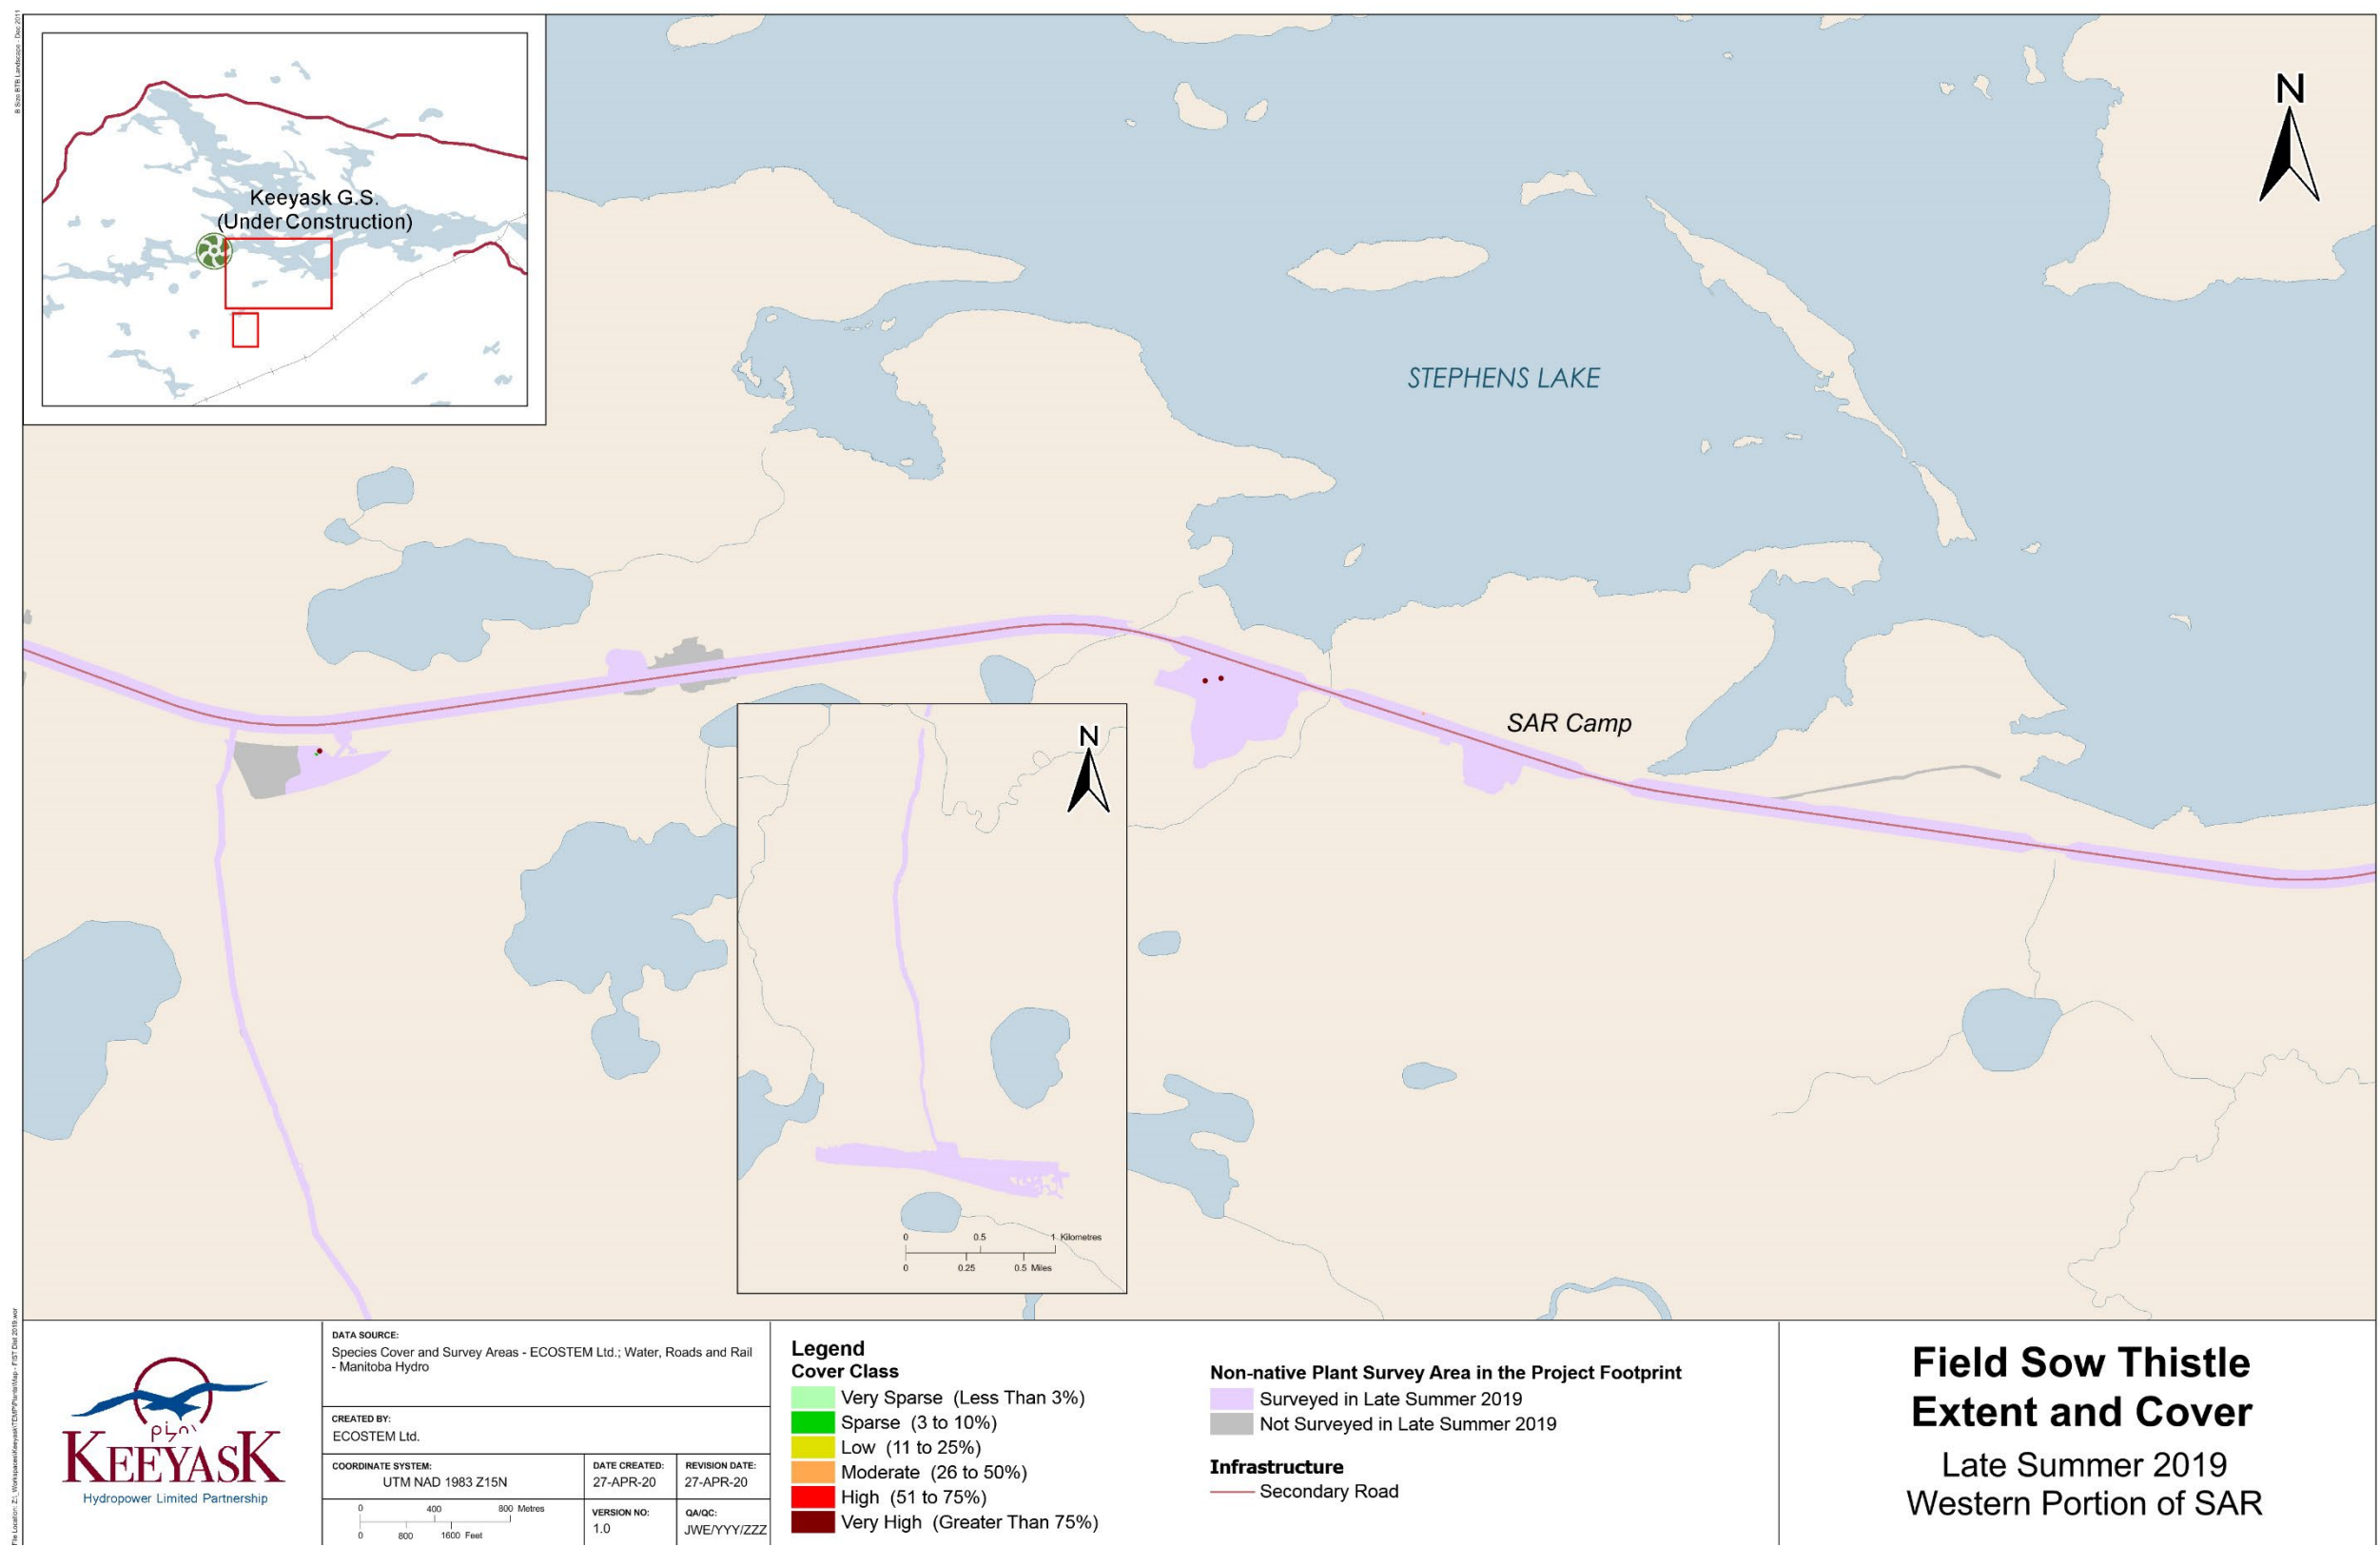 B Size BTB Landscape - Dec 2011
Keeyask G.S.
(Under Construction)
N
STEPHENS LAKE
SAR Camp
N
0 0.5 1 Kilometres
0 0.25 0.5 Miles
ᑭᔭᐢᐠ
KEEYASK
Hydropower Limited Partnership
DATA SOURCE:
Species Cover and Survey Areas - ECOSTEM Ltd.; Water, Roads and Rail
- Manitoba Hydro
CREATED BY:
ECOSTEM Ltd.
COORDINATE SYSTEM:
UTM NAD 1983 Z15N
DATE CREATED:
27-APR-20
REVISION DATE:
27-APR-20
0 400 800 Metres
0 800 1600 Feet
VERSION NO:
1.0
QA/QC:
JWE/YYY/ZZZ
Legend
Cover Class
Very Sparse (Less Than 3%)
Sparse (3 to 10%)
Low (11 to 25%)
Moderate (26 to 50%)
High (51 to 75%)
Very High (Greater Than 75%)
Non-native Plant Survey Area in the Project Footprint
Surveyed in Late Summer 2019
Not Surveyed in Late Summer 2019
Infrastructure
Secondary Road
Field Sow Thistle
Extent and Cover
Late Summer 2019
Western Portion of SAR